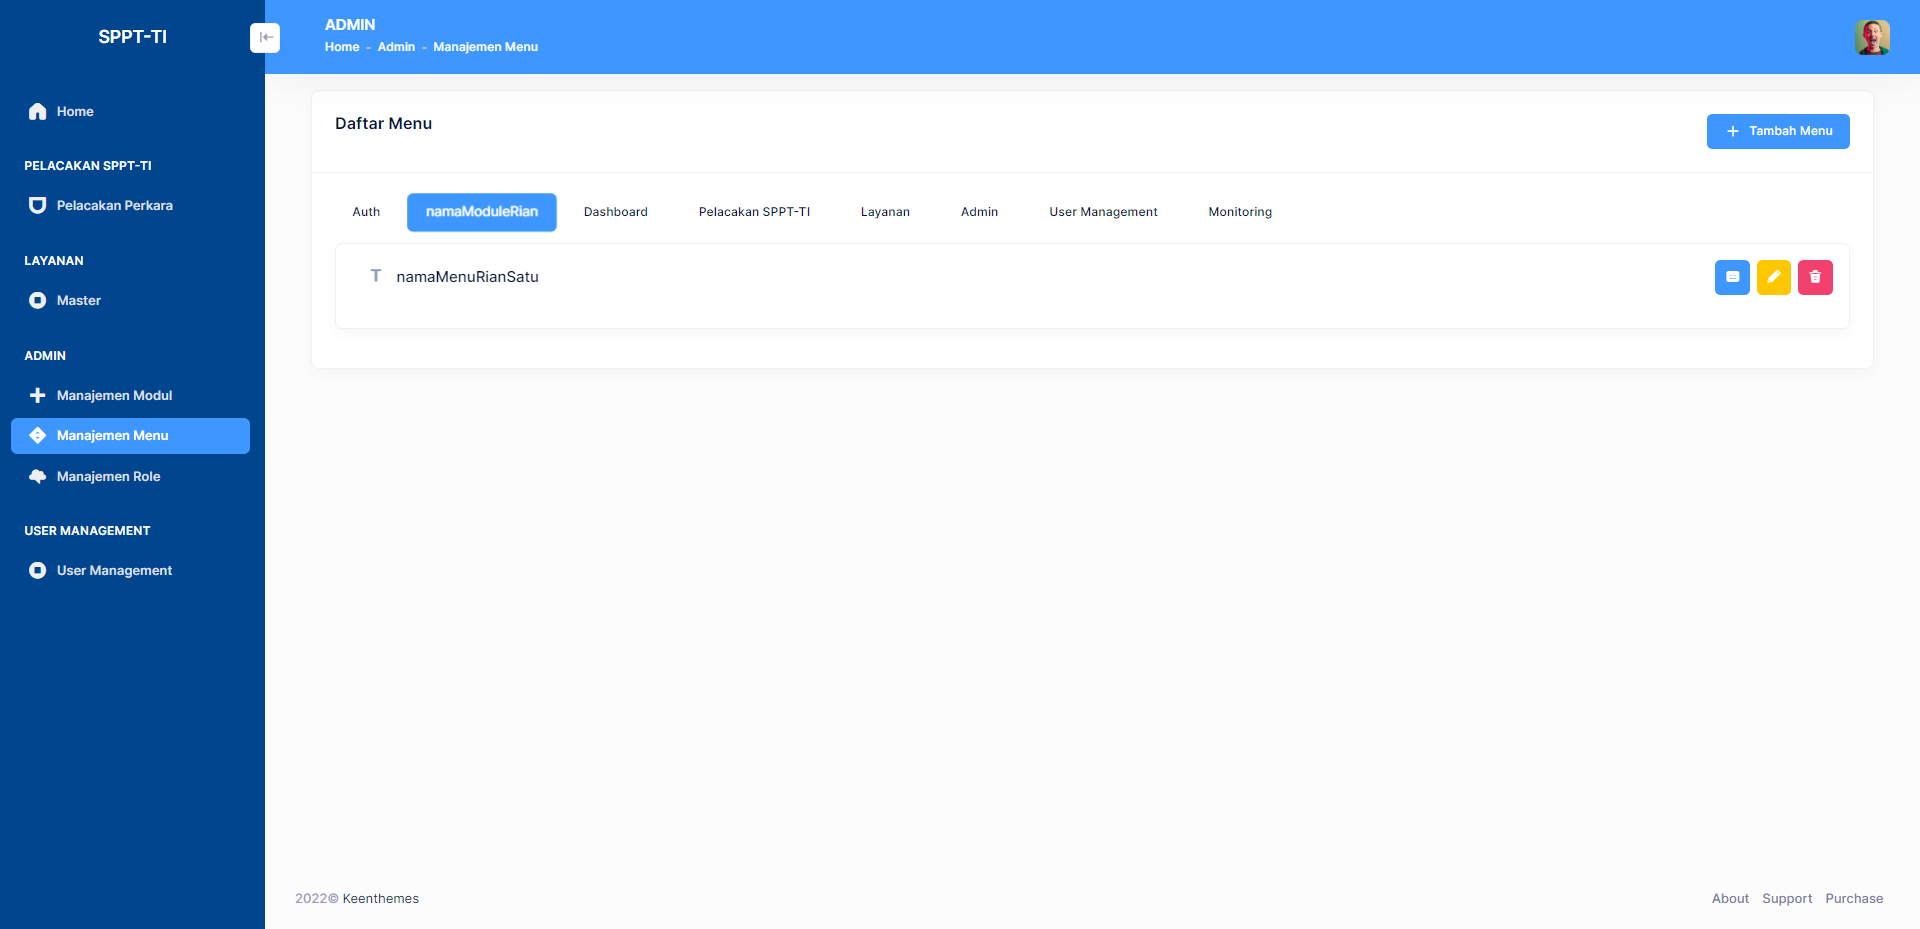 SPPT-TI
Home
PELACAKAN SPPT-TI
Pelacakan Perkara
LAYANAN
Master
ADMIN
Manajemen Modul
Manajemen Menu
Manajemen Role
USER MANAGEMENT
User Management
ADMIN
Home - Admin - Manajemen Menu
Daftar Menu
Tambah Menu
Auth namaModuleRian Dashboard Pelacakan SPPT-TI Layanan Admin User Management Monitoring
namaMenuRianSatu
2022© Keenthemes
About Support Purchase